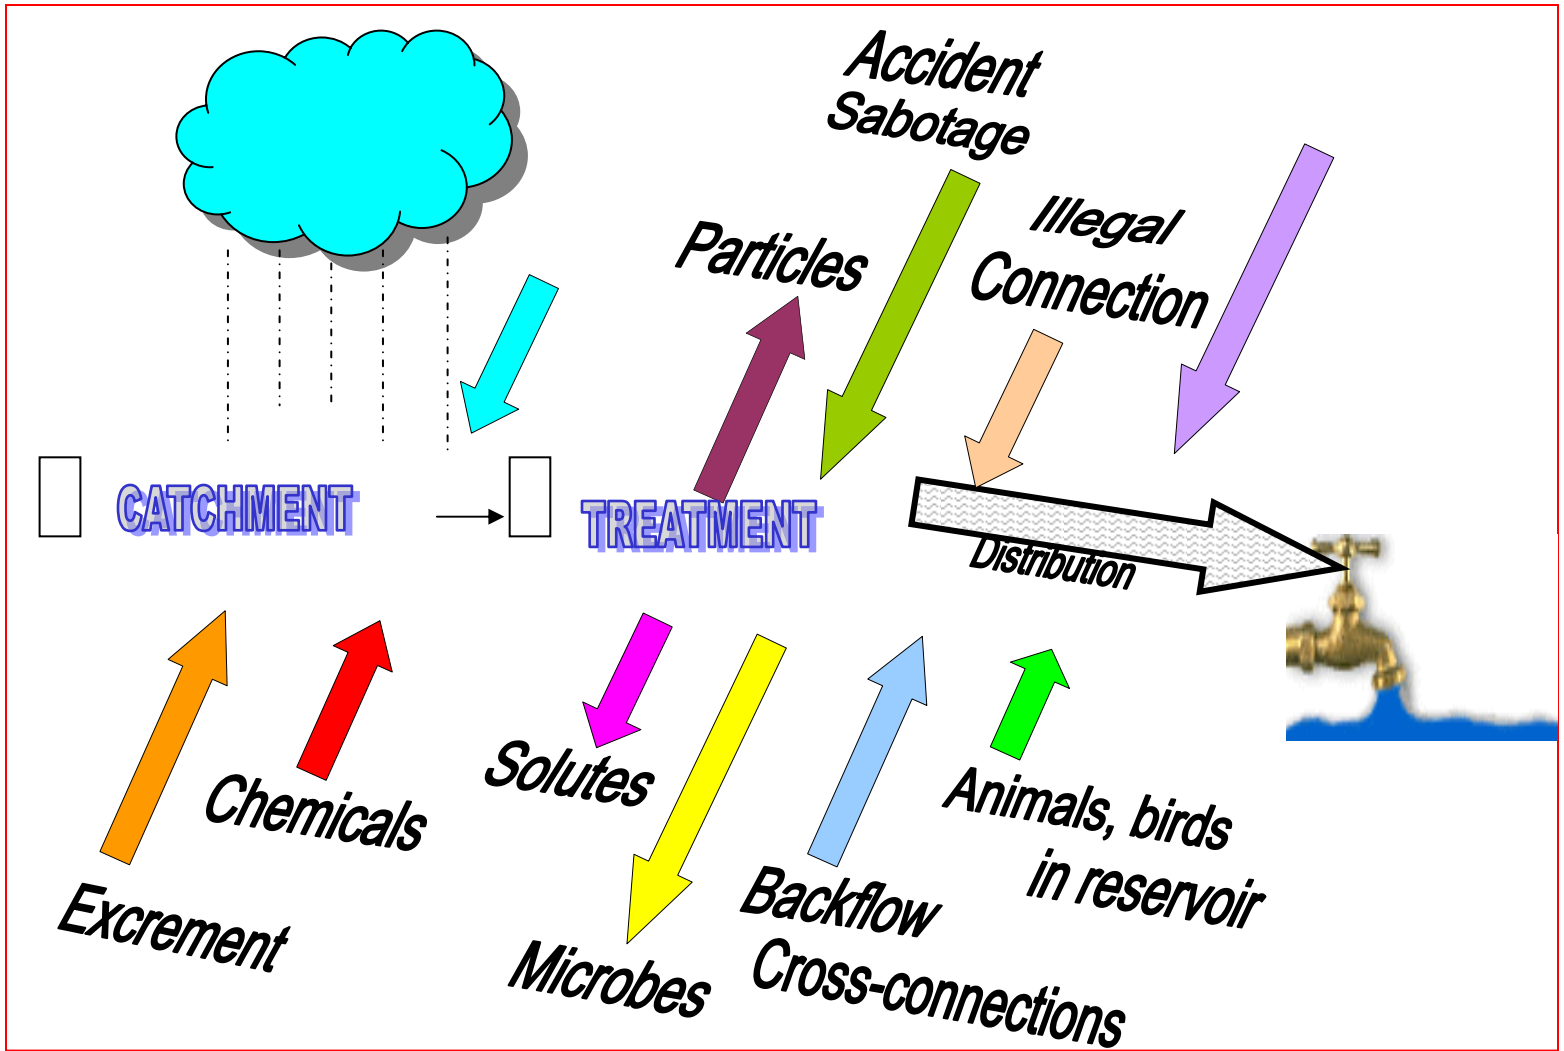 Accident
Sabotage
Illegal
Connection
Particles
CATCHMENT
TREATMENT
Distribution
Solutes
Chemicals
Animals, birds
in reservoir
Excrement
Backflow
Cross-connections
Microbes